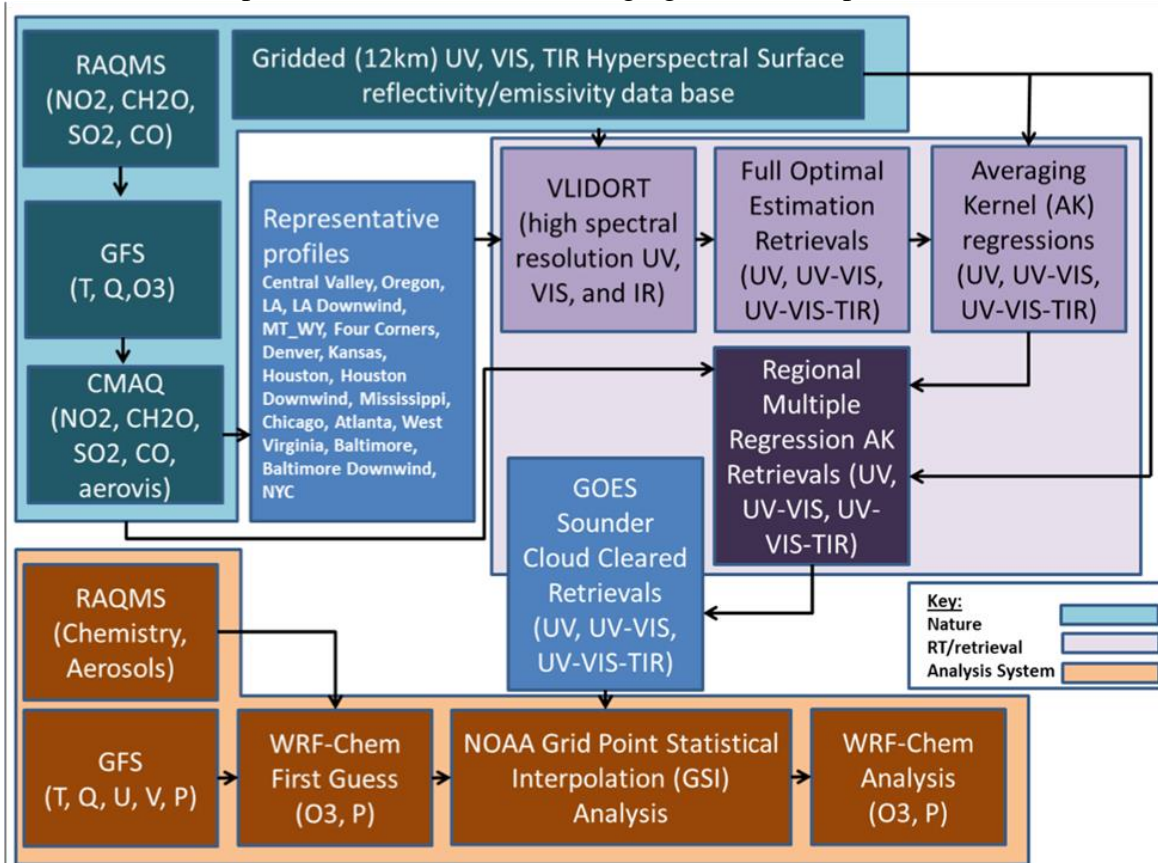 RAQMS
(NO2, CH2O,
SO2, CO)
Gridded (12km) UV, VIS, TIR Hyperspectral Surface
reflectivity/emissivity data base
GFS
(T, Q,O3)
CMAQ
(NO2, CH2O,
SO2, CO,
aerovis)
Representative
profiles
Central Valley, Oregon,
LA, LA Downwind,
MT_WY, Four Corners,
Denver, Kansas,
Houston, Houston
Downwind, Mississippi,
Chicago, Atlanta, West
Virginia, Baltimore,
Baltimore Downwind,
NYC
VLIDORT
(high spectral
resolution UV,
VIS, and IR)
Full Optimal
Estimation
Retrievals
(UV, UV-VIS,
UV-VIS-TIR)
Averaging
Kernel (AK)
regressions
(UV, UV-VIS,
UV-VIS-TIR)
Regional
Multiple
Regression AK
Retrievals (UV,
UV-VIS, UV-
VIS-TIR)
GOES
Sounder
Cloud Cleared
Retrievals
(UV, UV-VIS,
UV-VIS-TIR)
Key:
Nature
RT/retrieval
Analysis System
RAQMS
(Chemistry,
Aerosols)
GFS
(T, Q, U, V, P)
WRF-Chem
First Guess
(O3, P)
NOAA Grid Point Statistical
Interpolation (GSI)
Analysis
WRF-Chem
Analysis
(O3, P)